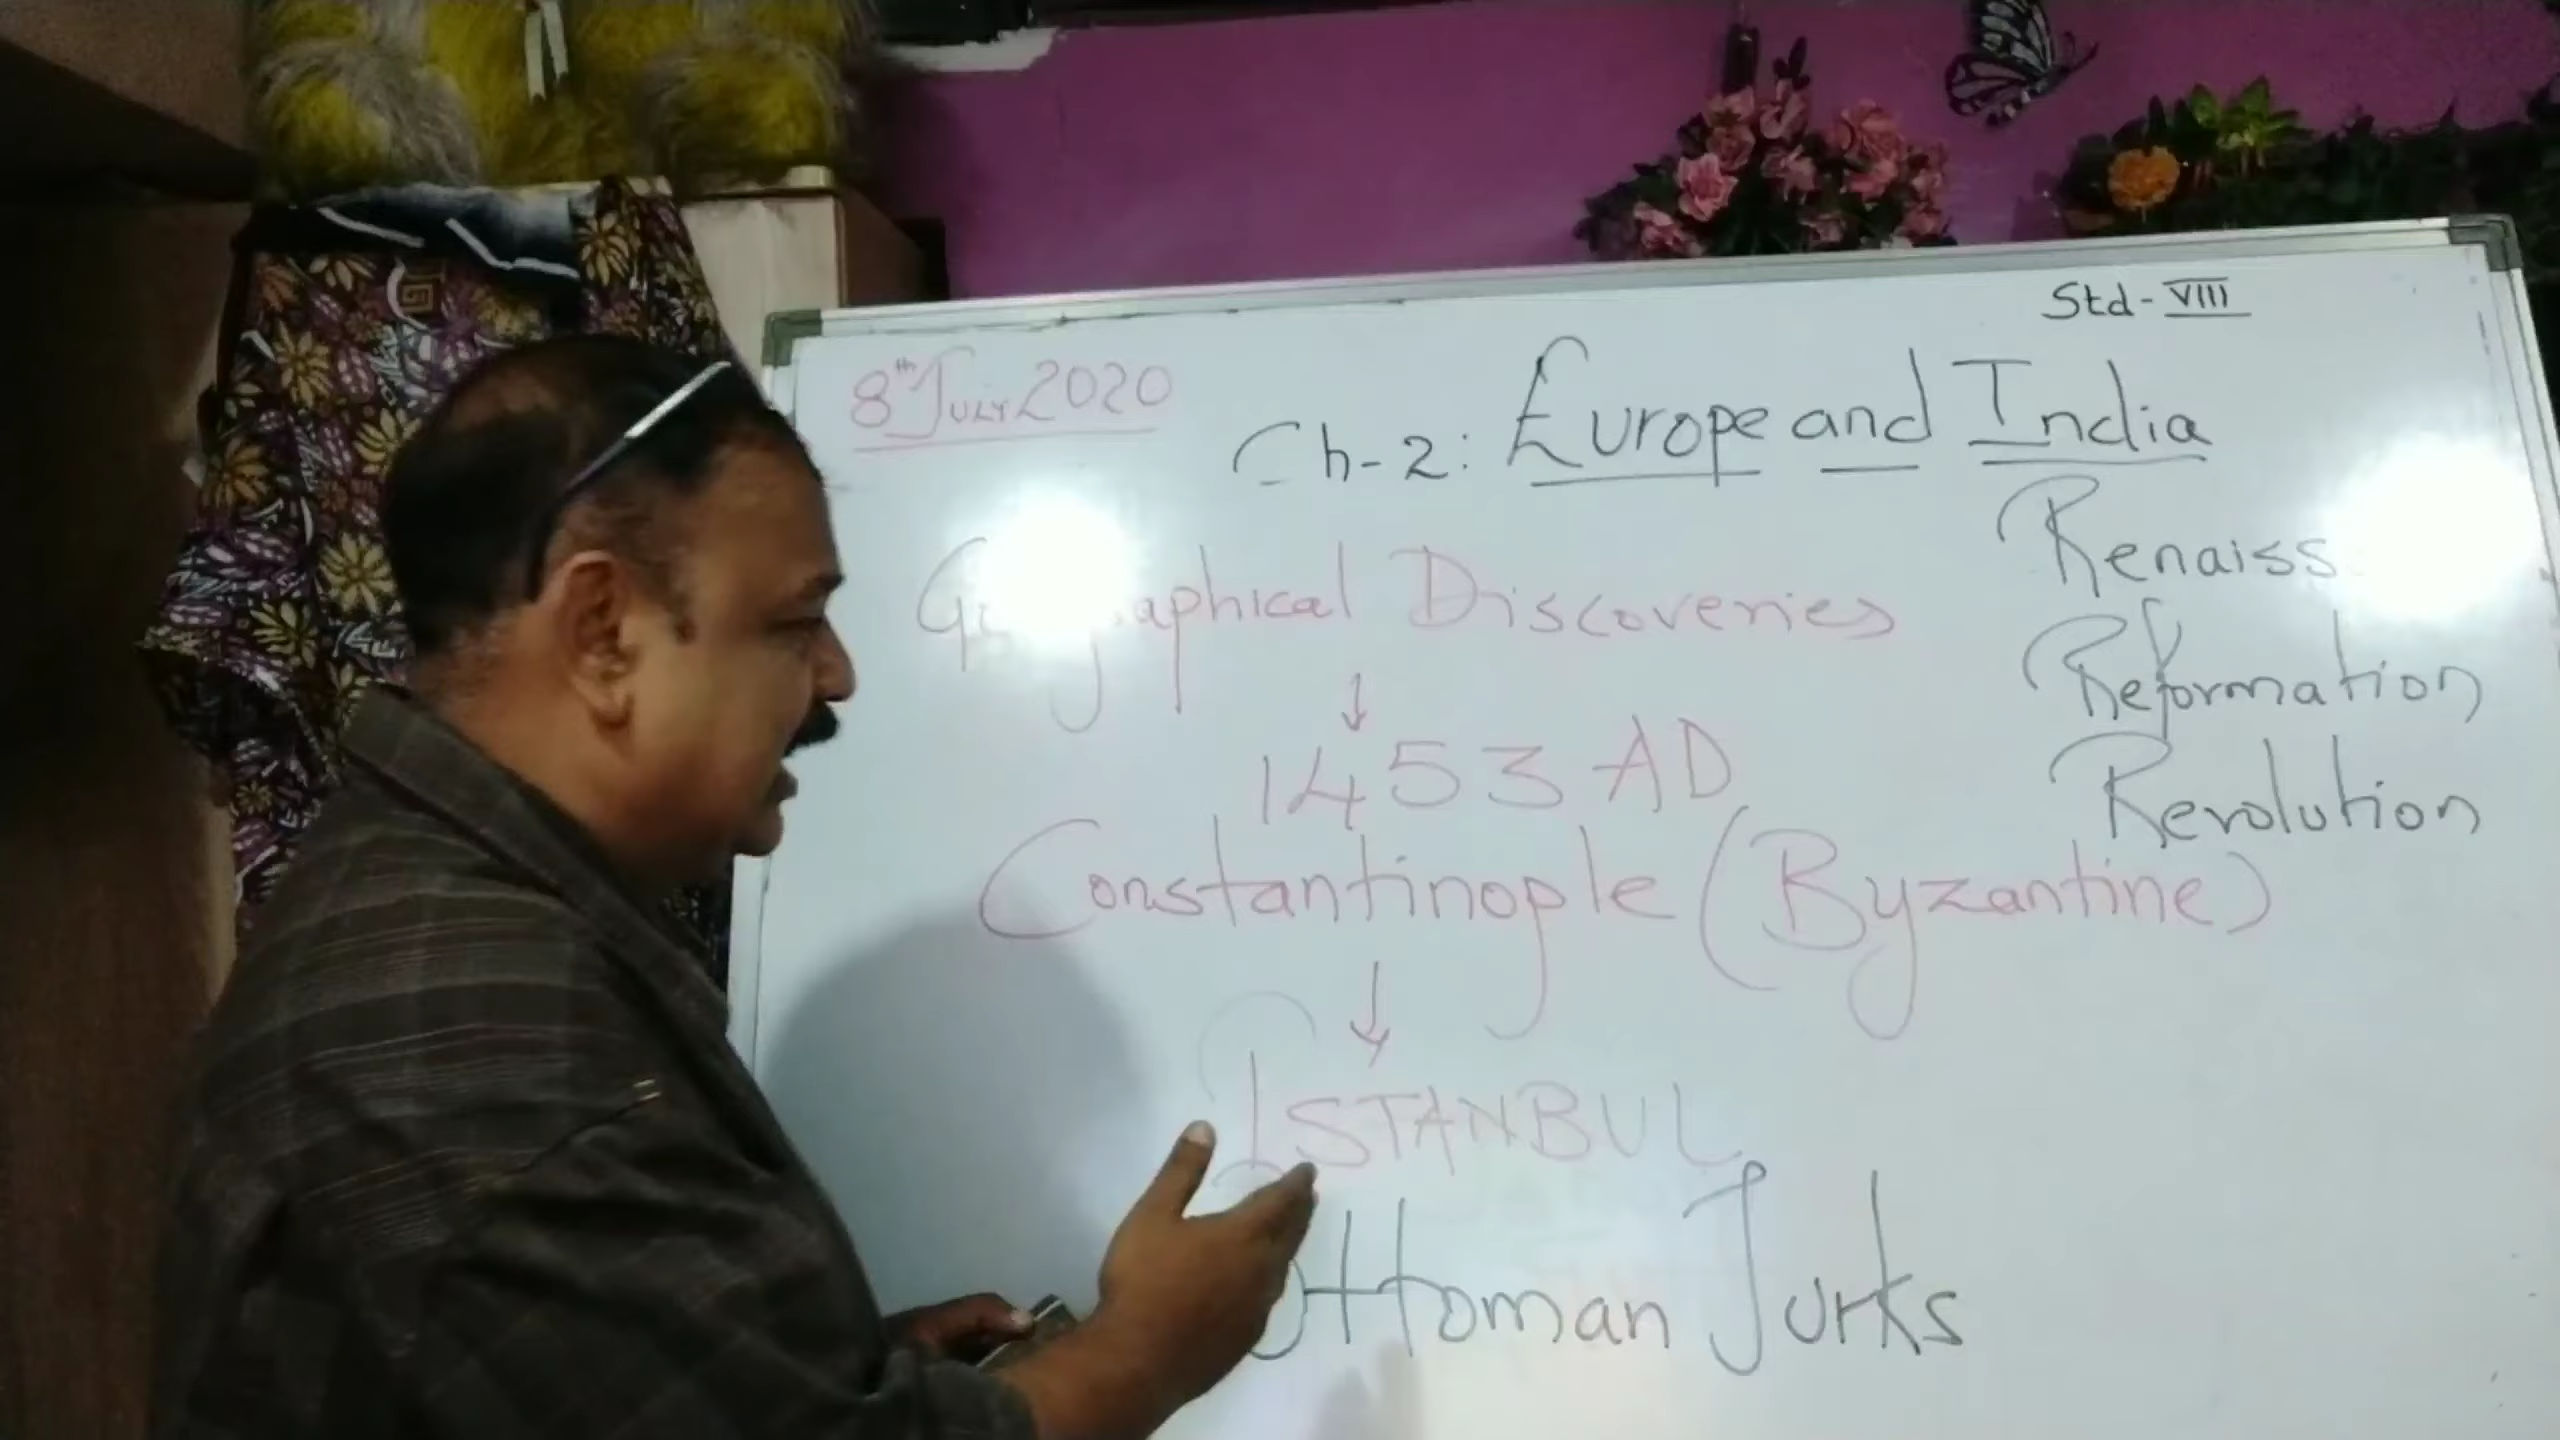 Std-VIII
8th JULY 2020
Ch-2: Europe and India
Renaiss
Geographical Discoveries
Reformation
↓
1453 AD
Revolution
Constantinople (Byzantine)
↓
ISTANBUL
Ottoman Turks